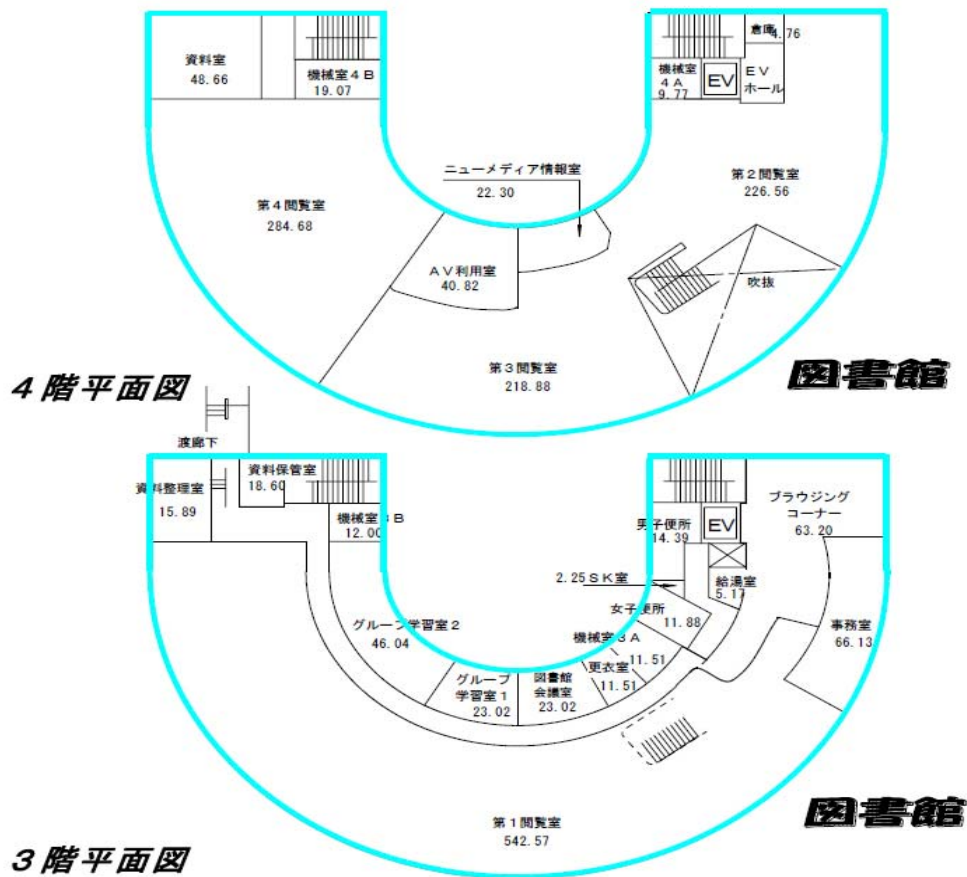 倉庫
4.76
資料室
48.66
機械室4B
19.07
機械室
4A
9.77
EV
EV
ホール
ニューメディア情報室
22.30
第2閲覧室
226.56
第4閲覧室
284.68
AV利用室
40.82
吹抜
第3閲覧室
218.88
図書館
4階平面図
渡廊下
資料保管室
18.60
資料整理室
15.89
機械室3B
12.00
男子便所
14.39
EV
ブラウジング
コーナー
63.20
2.25SK室
給湯室
5.17
女子便所
11.88
グループ学習室2
46.04
機械室3A
11.51
更衣室
11.51
事務室
66.13
グループ
学習室1
23.02
図書館
会議室
23.02
第1閲覧室
542.57
図書館
3階平面図